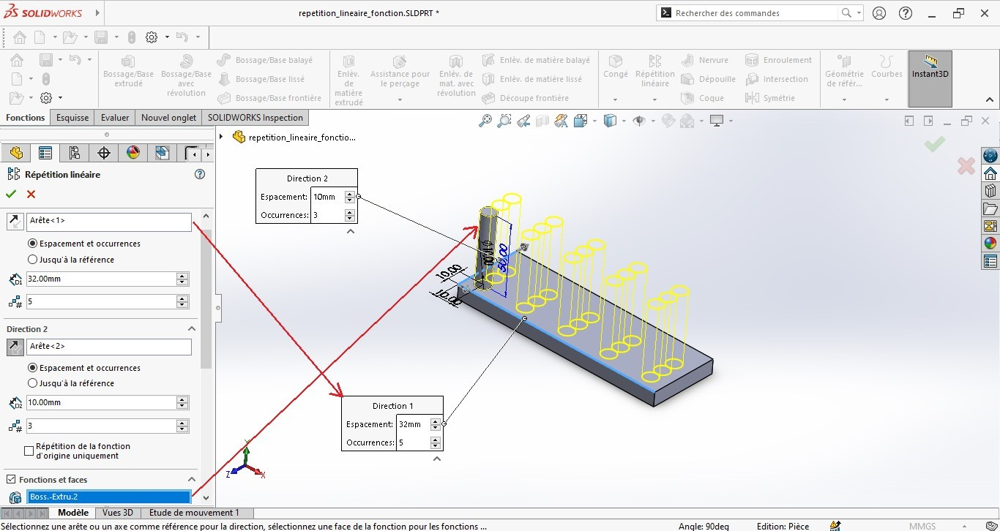 SOLIDWORKS
repetition_lineaire_fonction.SLDPRT *
Rechercher des commandes
Bossage/Base
extrudé
Bossage/Base
avec
révolution
Bossage/Base balayé
Bossage/Base lissé
Bossage/Base frontière
Enlèv.
de
matière
extrudé
Assistance pour
le perçage
Enlèv. de
mat. avec
révolution
Enlèv. de matière balayé
Enlèv. de matière lissé
Découpe frontière
Congé
Répétition
linéaire
Nervure
Dépouille
Coque
Enroulement
Intersection
Symétrie
Géométrie
de référ...
Courbes
Instant3D
Fonctions
Esquisse
Evaluer
Nouvel onglet
SOLIDWORKS Inspection
repetition_lineaire_fonctio...
Répétition linéaire
Arête<1>
Espacement et occurrences
Jusqu'à la référence
D1
32.00mm
#
5
Direction 2
Arête<2>
Espacement et occurrences
Jusqu'à la référence
D2
10.00mm
#
3
Répétition de la fonction
d'origine uniquement
Fonctions et faces
Boss.-Extru.2
Direction 2
Espacement: 10mm
Occurrences: 3
50,00
10,00
10,00
Direction 1
Espacement: 32mm
Occurrences: 5
Y
Z
X
Modèle
Vues 3D
Etude de mouvement 1
Sélectionnez une arête ou un axe comme référence pour la direction, sélectionnez une face de la fonction pour les fonctions ...
Angle: 90deg
Edition: Pièce
MMGS